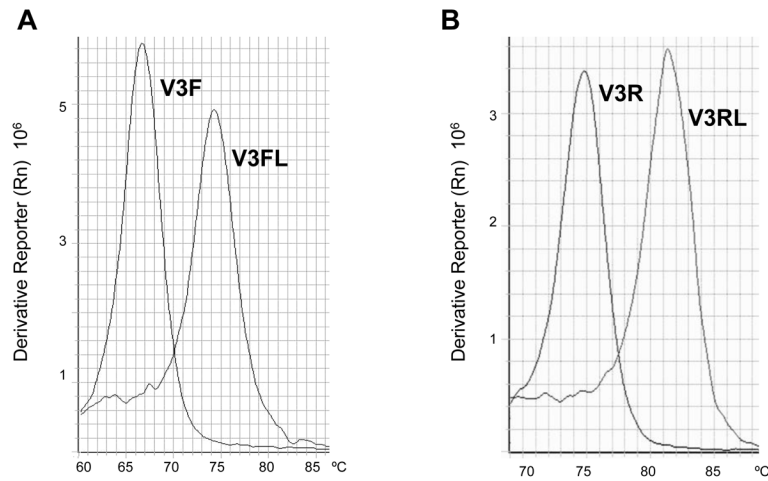 A
Derivative Reporter (Rn) 10⁶
5
3
1
V3F
V3FL
60 65 70 75 80 85 ºC
B
Derivative Reporter (Rn) 10⁶
3
2
1
V3R
V3RL
70 75 80 85 ºC